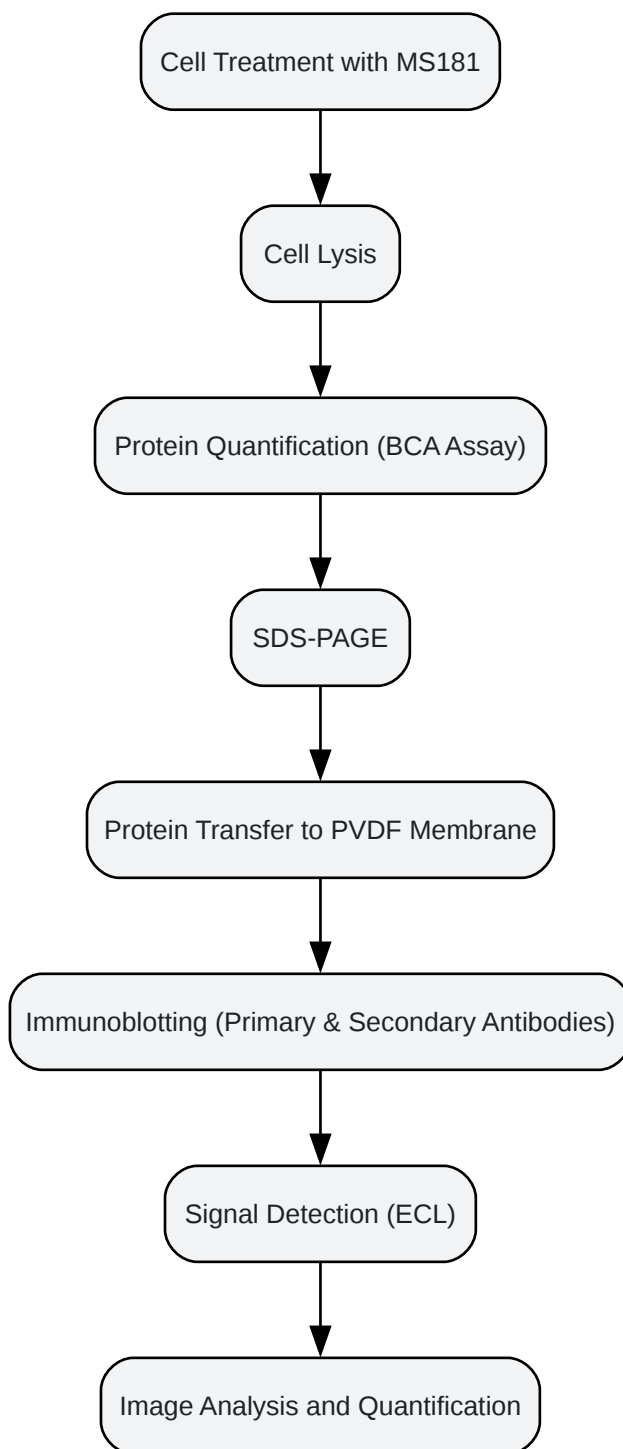 Cell Treatment with MS181
Cell Lysis
Protein Quantification (BCA Assay)
SDS-PAGE
Protein Transfer to PVDF Membrane
Immunoblotting (Primary & Secondary Antibodies)
Signal Detection (ECL)
Image Analysis and Quantification